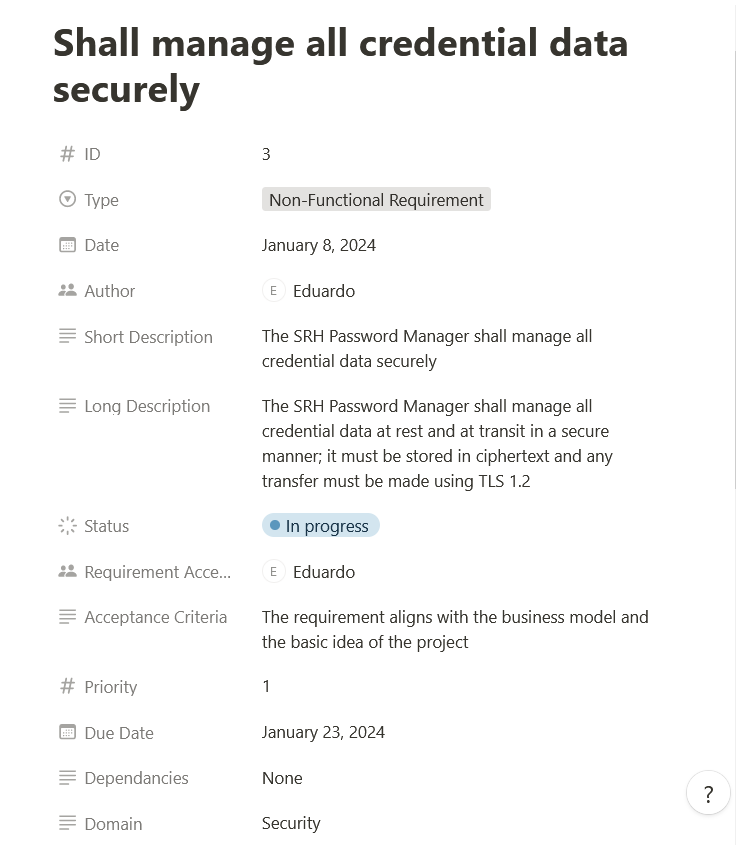 Shall manage all credential data
securely
ID
3
Type
Non-Functional Requirement
Date
January 8, 2024
Author
E Eduardo
Short Description
The SRH Password Manager shall manage all
credential data securely
Long Description
The SRH Password Manager shall manage all
credential data at rest and at transit in a secure
manner; it must be stored in ciphertext and any
transfer must be made using TLS 1.2
Status
In progress
Requirement Acce...
E Eduardo
Acceptance Criteria
The requirement aligns with the business model and
the basic idea of the project
Priority
1
Due Date
January 23, 2024
Dependancies
None
Domain
Security
?